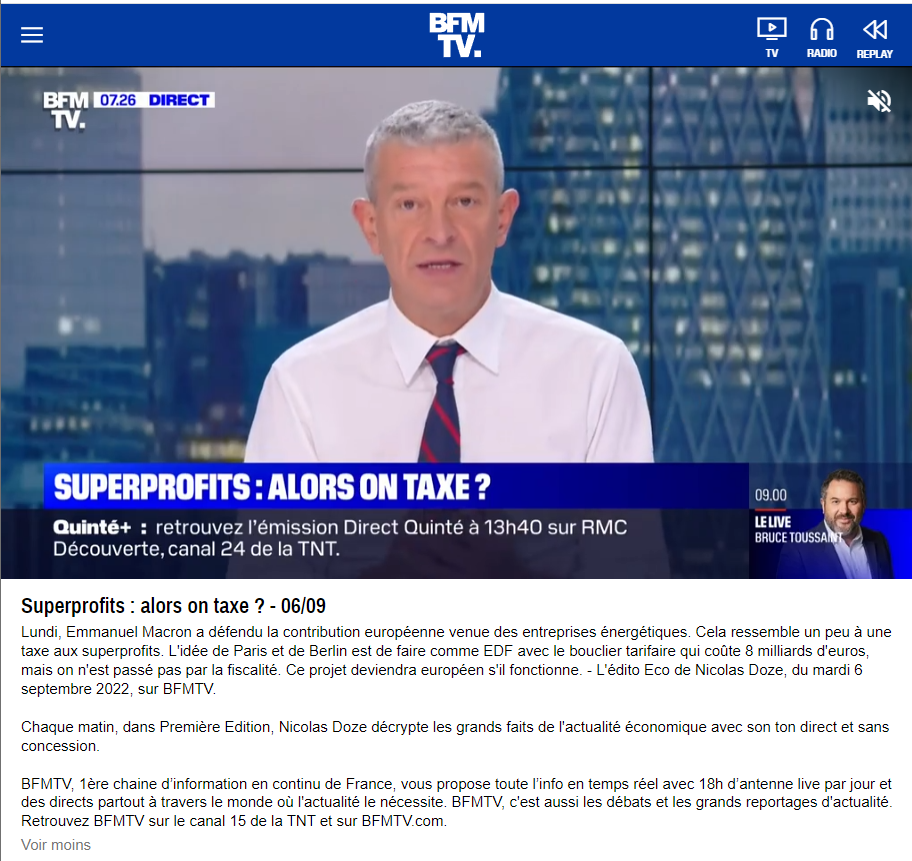 BFM
TV.
TV
RADIO
REPLAY
BFM 07.26 DIRECT
TV.
SUPERPROFITS : ALORS ON TAXE ?
Quinté+ : retrouvez l'émission Direct Quinté à 13h40 sur RMC
Découverte, canal 24 de la TNT.
09.00
LE LIVE
BRUCE TOUSSAINT
Superprofits : alors on taxe ? - 06/09
Lundi, Emmanuel Macron a défendu la contribution européenne venue des entreprises énergétiques. Cela ressemble un peu à une
taxe aux superprofits. L'idée de Paris et de Berlin est de faire comme EDF avec le bouclier tarifaire qui coûte 8 milliards d'euros,
mais on n'est passé pas par la fiscalité. Ce projet deviendra européen s'il fonctionne. - L'édito Eco de Nicolas Doze, du mardi 6
septembre 2022, sur BFMTV.
Chaque matin, dans Première Edition, Nicolas Doze décrypte les grands faits de l'actualité économique avec son ton direct et sans
concession.
BFMTV, 1ère chaine d’information en continu de France, vous propose toute l’info en temps réel avec 18h d’antenne live par jour et
des directs partout à travers le monde où l'actualité le nécessite. BFMTV, c'est aussi les débats et les grands reportages d'actualité.
Retrouvez BFMTV sur le canal 15 de la TNT et sur BFMTV.com.
Voir moins